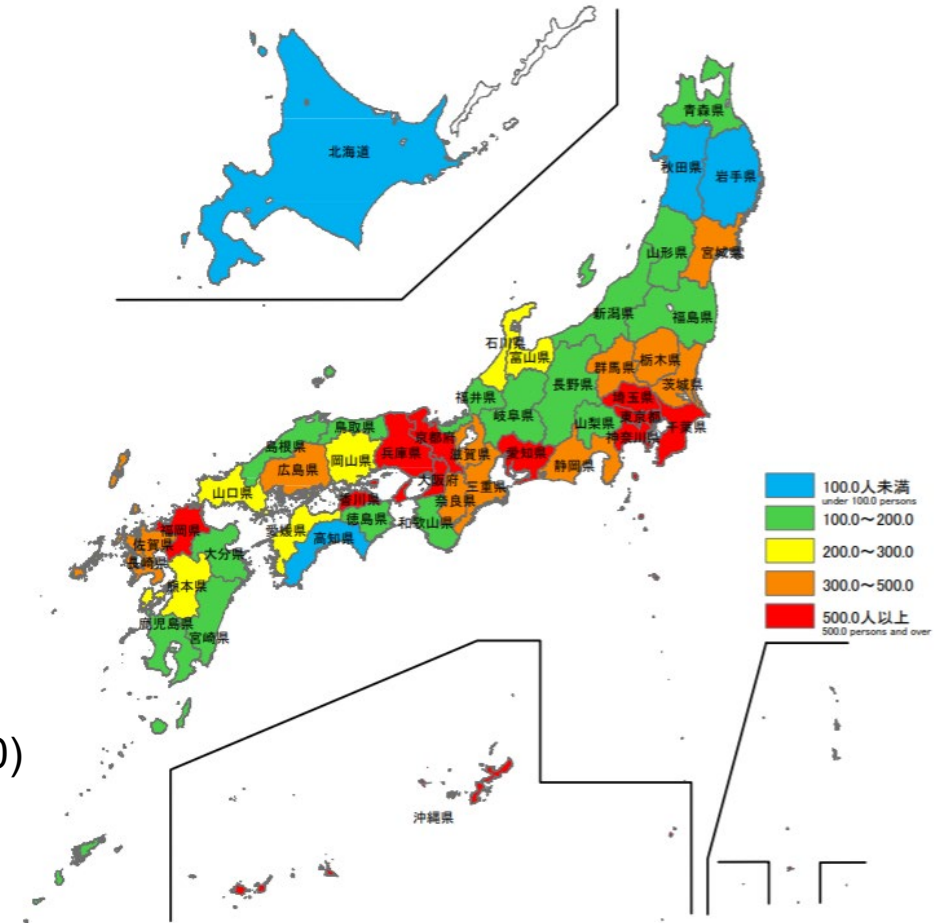 北海道
青森県
秋田県
岩手県
山形県
宮城県
新潟県
福島県
石川県
富山県
群馬県
栃木県
茨城県
福井県
長野県
埼玉県
岐阜県
山梨県
東京都
千葉県
神奈川県
鳥取県
京都府
滋賀県
愛知県
静岡県
島根県
岡山県
兵庫県
広島県
大阪府
三重県
山口県
奈良県
香川県
徳島県
和歌山県
愛媛県
高知県
福岡県
佐賀県
大分県
長崎県
熊本県
鹿児島県
宮崎県
沖縄県
100.0人未満
under 100.0 persons
100.0～200.0
200.0～300.0
300.0～500.0
500.0人以上
500.0 persons and over
0)